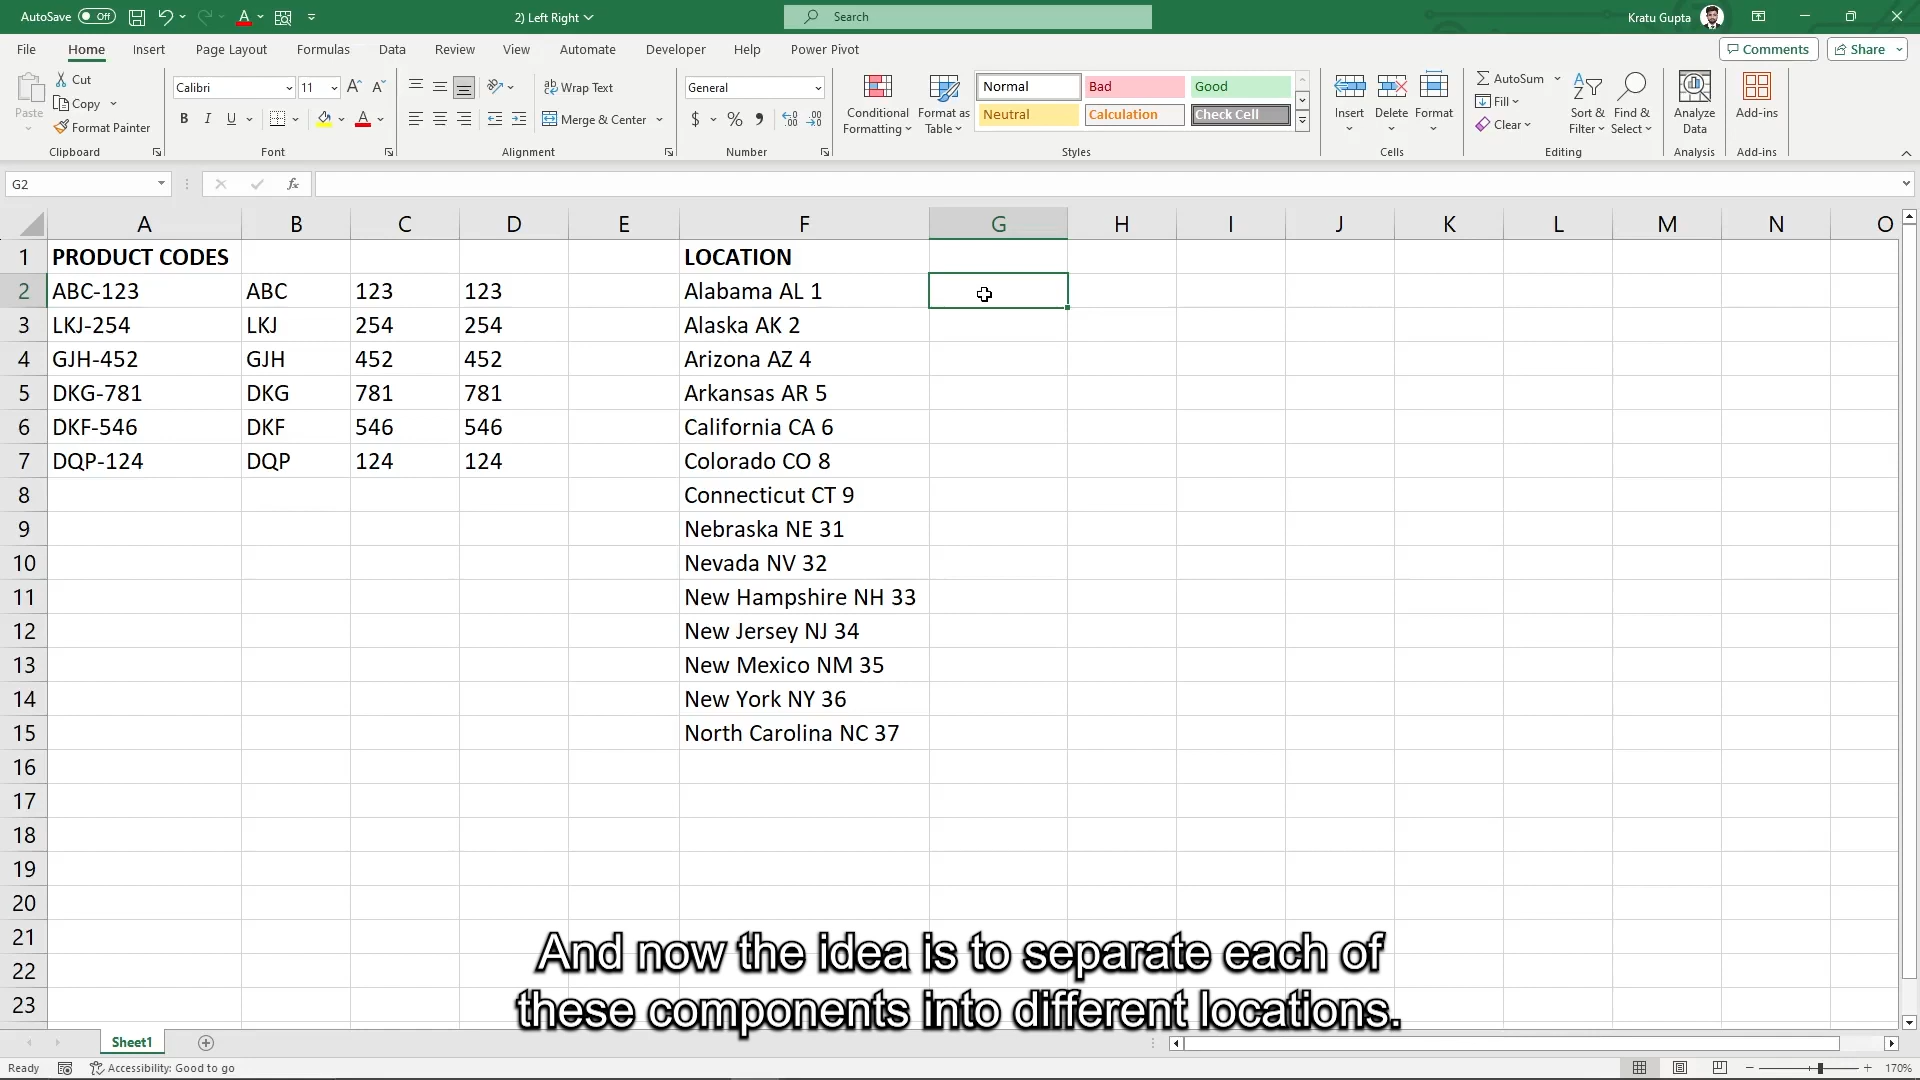 AutoSave Off 2) Left Right Search Kratu Gupta
File Home Insert Page Layout Formulas Data Review View Automate Developer Help Power Pivot Comments Share
Paste Cut Copy Format Painter Clipboard
Calibri 11 B I U Font
Wrap Text Merge & Center Alignment
General $ % Number
Conditional Formatting Format as Table
Normal Bad Good
Neutral Calculation Check Cell
Styles
Insert Delete Format Cells
AutoSum Fill Clear Sort & Filter Find & Select Editing
Analyze Data Analysis
Add-ins Add-ins
G2 fx
A B C D E F G H I J K L M N O
1 PRODUCT CODES LOCATION
2 ABC-123 ABC 123 123 Alabama AL 1
3 LKJ-254 LKJ 254 254 Alaska AK 2
4 GJH-452 GJH 452 452 Arizona AZ 4
5 DKG-781 DKG 781 781 Arkansas AR 5
6 DKF-546 DKF 546 546 California CA 6
7 DQP-124 DQP 124 124 Colorado CO 8
8 Connecticut CT 9
9 Nebraska NE 31
10 Nevada NV 32
11 New Hampshire NH 33
12 New Jersey NJ 34
13 New Mexico NM 35
14 New York NY 36
15 North Carolina NC 37
16
17
18
19
20
21
22
23
And now the idea is to separate each of
these components into different locations.
Sheet1
Ready Accessibility: Good to go 170%